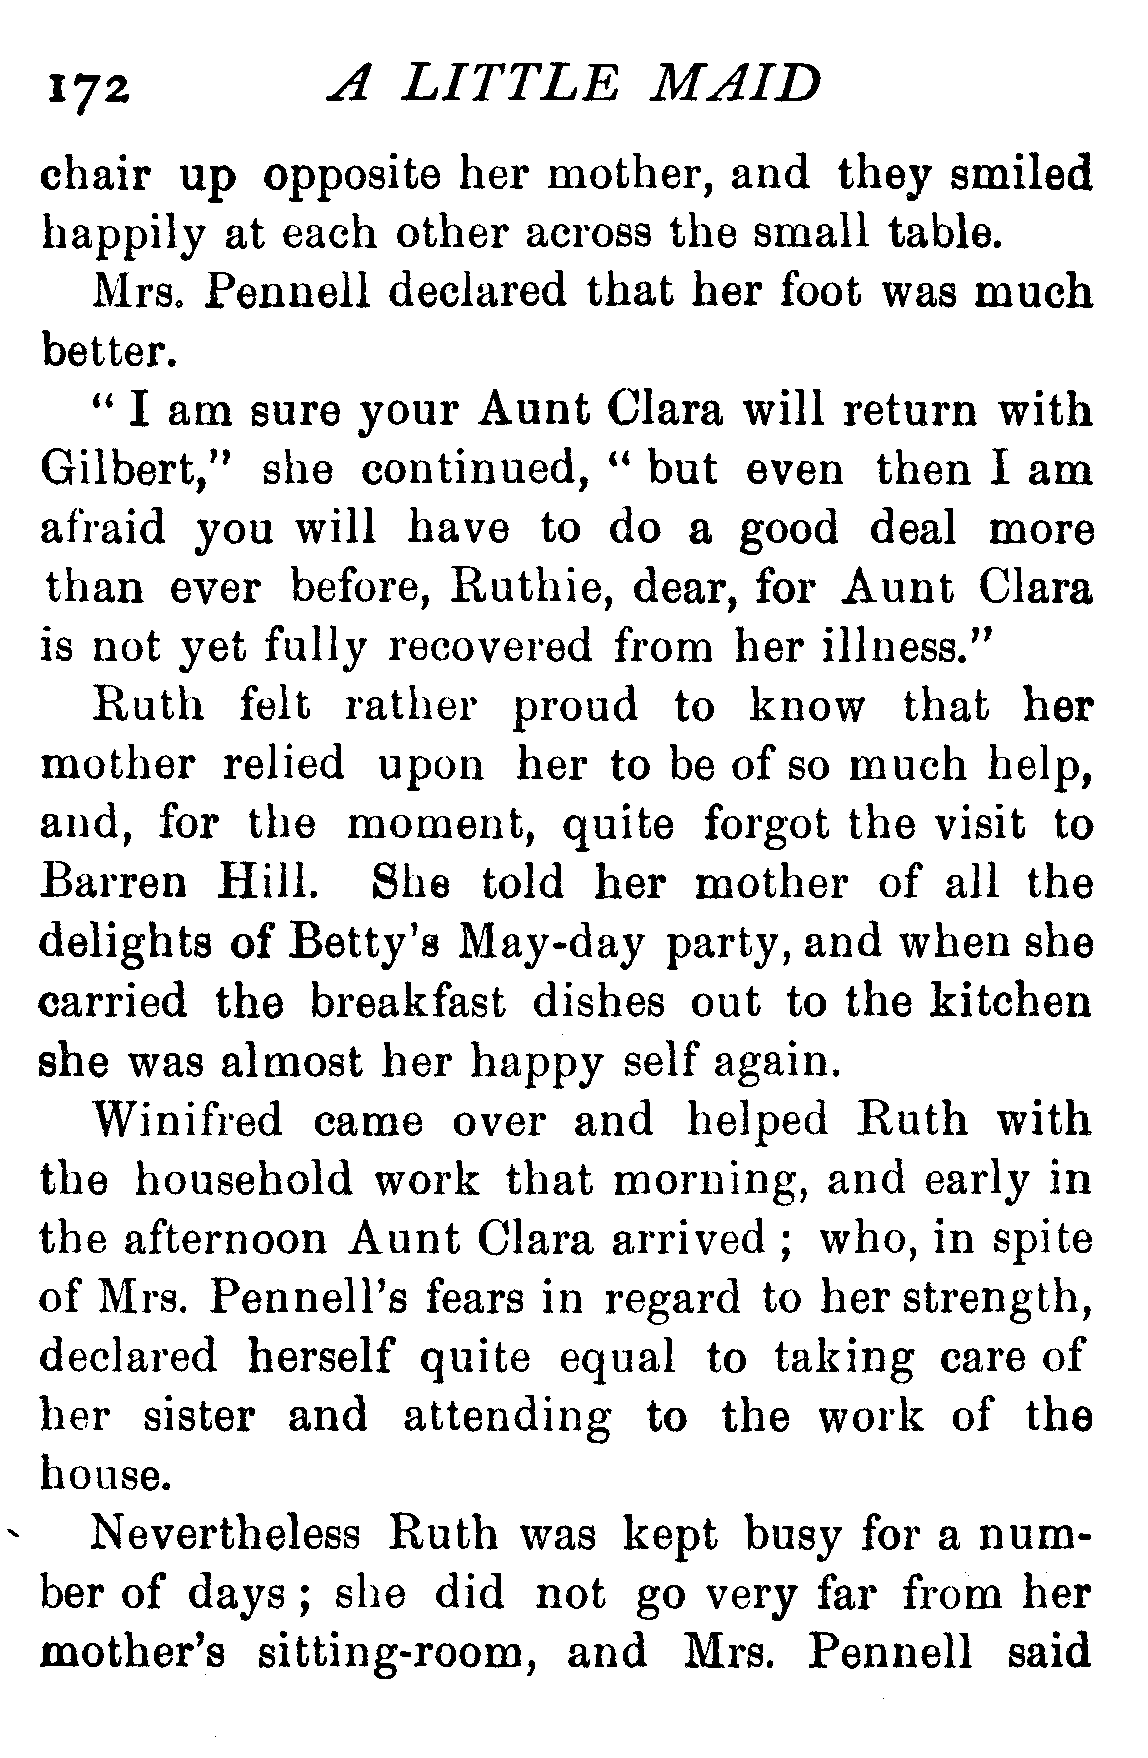 172 A LITTLE MAID
chair up opposite her mother, and they smiled
happily at each other across the small table.
Mrs. Pennell declared that her foot was much
better.
“ I am sure your Aunt Clara will return with
Gilbert,” she continued, “ but even then I am
afraid you will have to do a good deal more
than ever before, Ruthie, dear, for Aunt Clara
is not yet fully recovered from her illness.”
Ruth felt rather proud to know that her
mother relied upon her to be of so much help,
and, for the moment, quite forgot the visit to
Barren Hill. She told her mother of all the
delights of Betty’s May-day party, and when she
carried the breakfast dishes out to the kitchen
she was almost her happy self again.
Winifred came over and helped Ruth with
the household work that morning, and early in
the afternoon Aunt Clara arrived ; who, in spite
of Mrs. Pennell’s fears in regard to her strength,
declared herself quite equal to taking care of
her sister and attending to the work of the
house.
Nevertheless Ruth was kept busy for a num-
ber of days ; she did not go very far from her
mother’s sitting-room, and Mrs. Pennell said